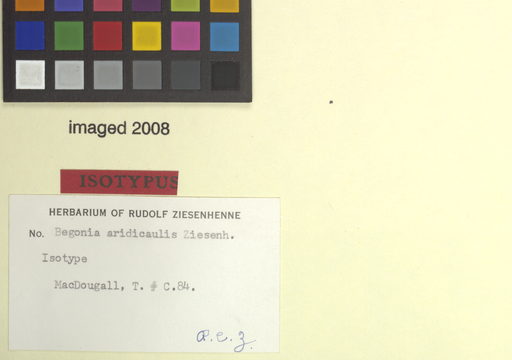 imaged 2008
ISOTYPUS
HERBARIUM OF RUDOLF ZIESENHENNE
No. Begonia aridicaulis Ziesenh.
Isotype
MacDougall, T. # C.84.
R.C.Z.